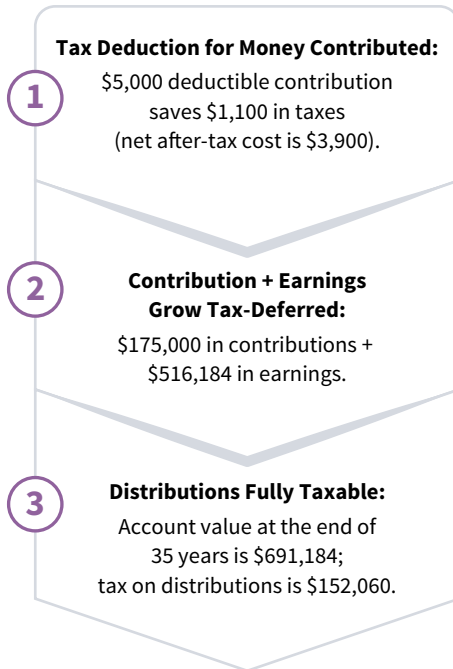 Tax Deduction for Money Contributed:
1
$5,000 deductible contribution
saves $1,100 in taxes
(net after-tax cost is $3,900).
2
Contribution + Earnings
Grow Tax-Deferred:
$175,000 in contributions +
$516,184 in earnings.
3
Distributions Fully Taxable:
Account value at the end of
35 years is $691,184;
tax on distributions is $152,060.